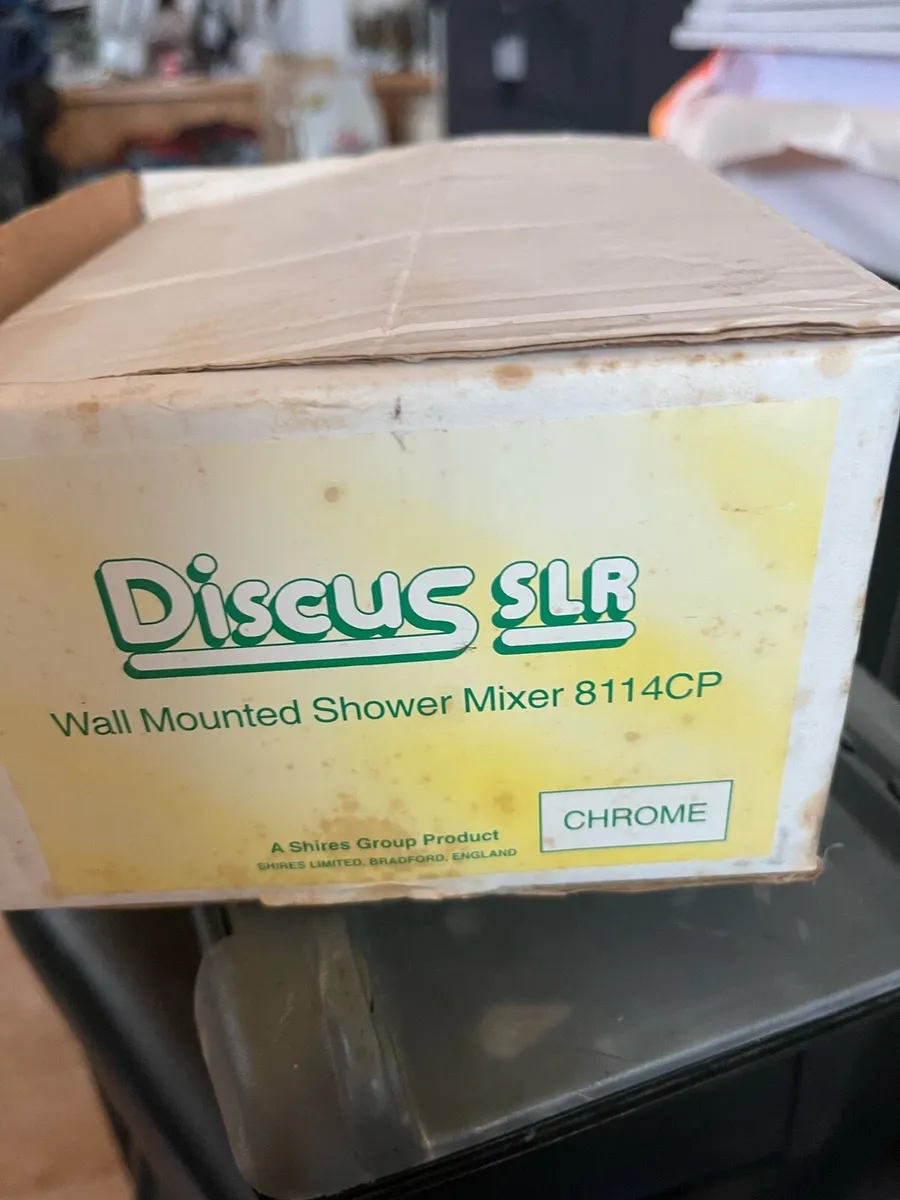 Discus SLR
Wall Mounted Shower Mixer 8114CP
CHROME
A Shires Group Product
SHIRES LIMITED, BRADFORD, ENGLAND